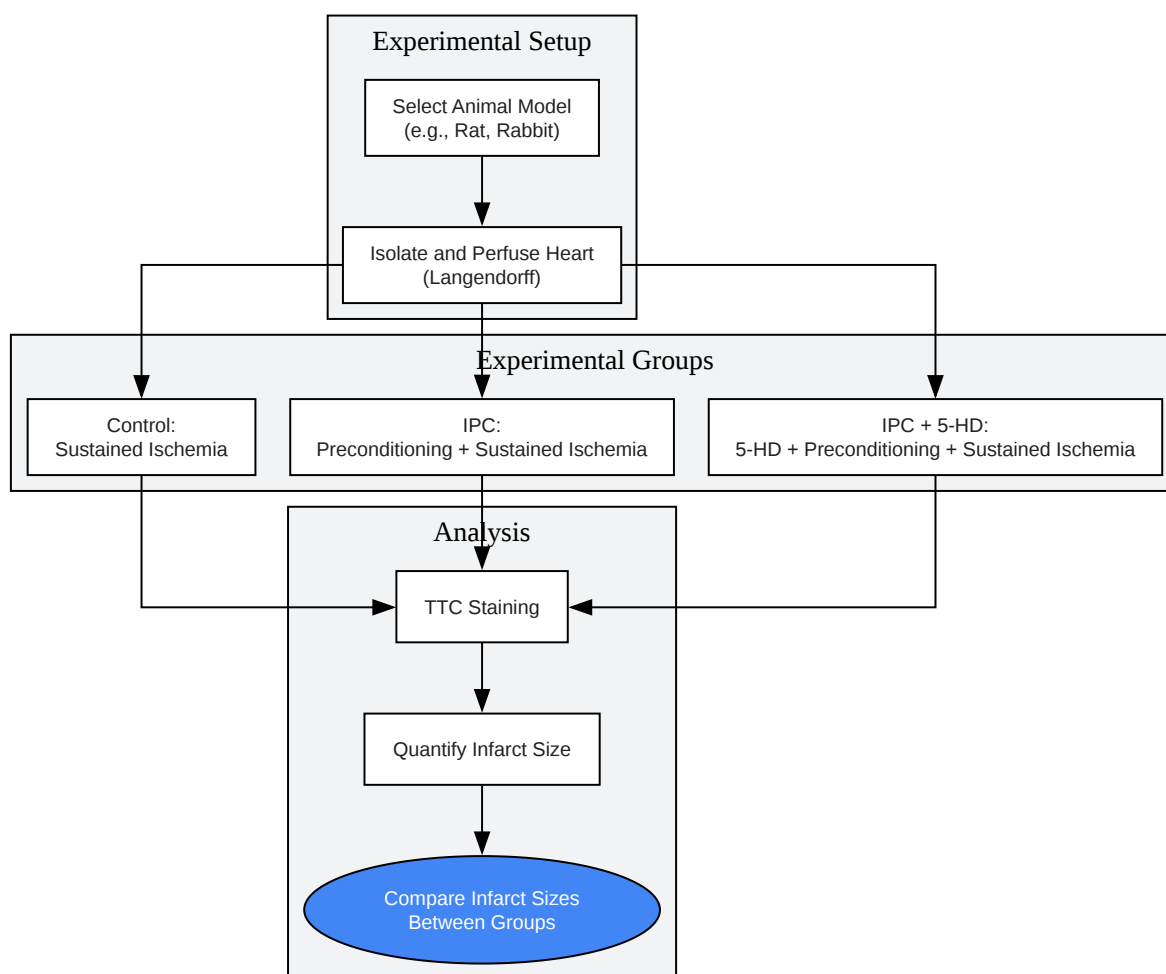 Experimental Setup
Select Animal Model
(e.g., Rat, Rabbit)
Isolate and Perfuse Heart
(Langendorff)
Experimental Groups
Control:
Sustained Ischemia
IPC:
Preconditioning + Sustained Ischemia
IPC + 5-HD:
5-HD + Preconditioning + Sustained Ischemia
Analysis
TTC Staining
Quantify Infarct Size
Compare Infarct Sizes
Between Groups